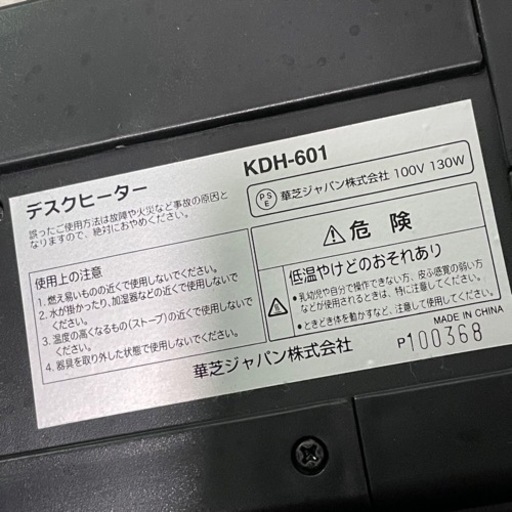 デスクヒーター
KDH-601
誤ったご使用方法は故障や火災など事故の原因と
なりますので、絶対におやめください。
PS
E
華芝ジャパン株式会社 100V 130W
使用上の注意
1. 燃え易いものの近くで使用しないでください。
2. 水が掛かったり、加湿器などの近くで使用しないで
ください。
3. 温度の高くなるもの(ストーブ)の近くで使用しないで
ください。
4. 器具を取り外した状態で使用しないでください。
危 険
低温やけどのおそれあり
●乳幼児や自分で操作できない方、皮ふ感覚の弱い方
などが使用されるときは、特にご注意してください。
●ときどき体を動かすなど、注意して使用してください。
華芝ジャパン株式会社
MADE IN CHINA
P100368